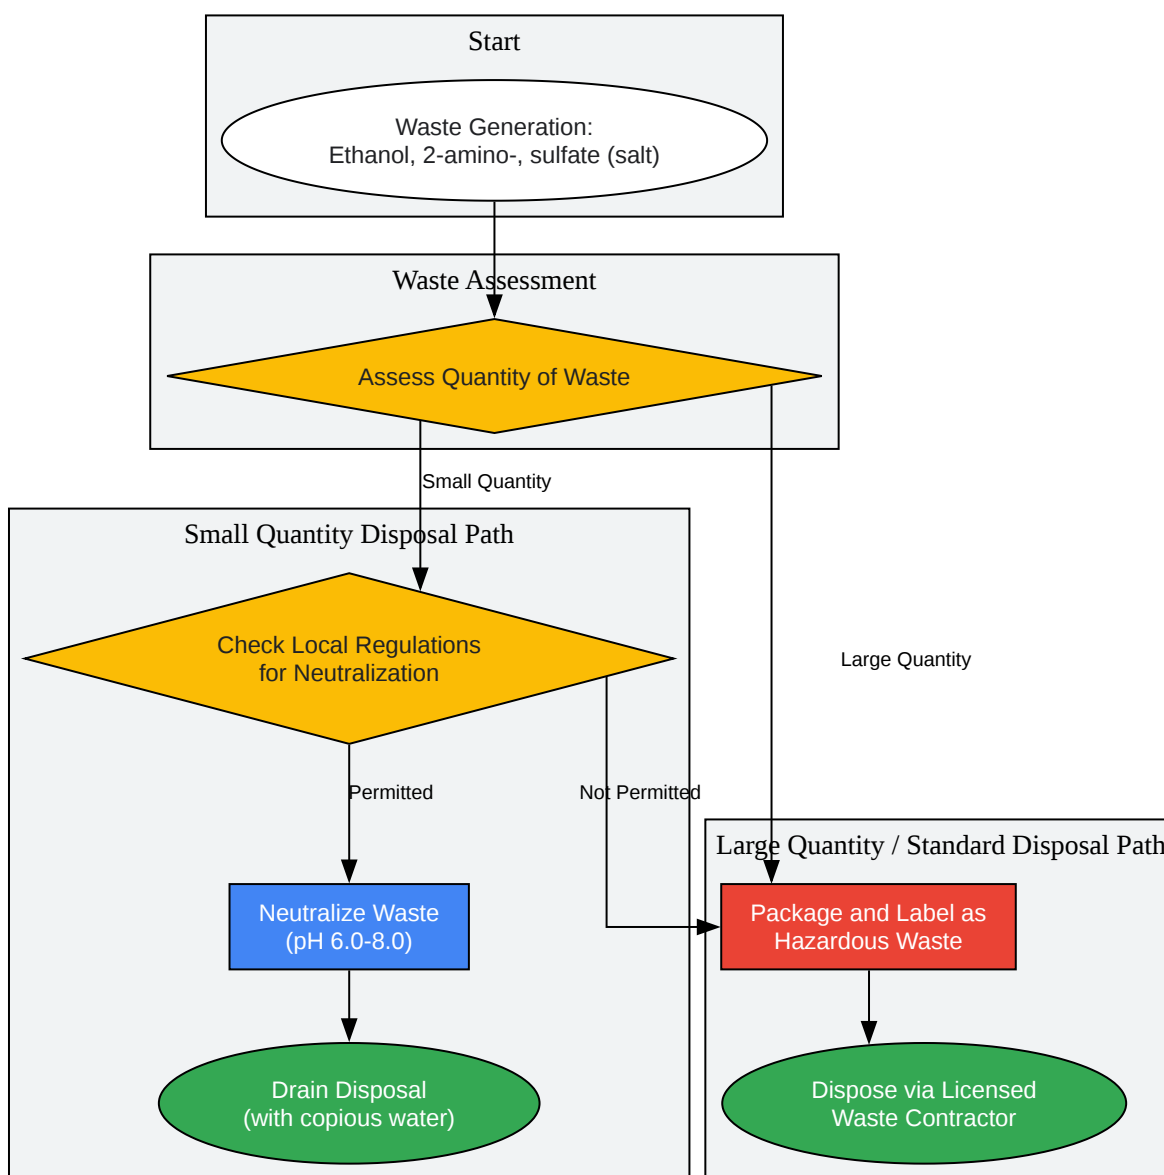 Start
Waste Generation:
Ethanol, 2-amino-, sulfate (salt)
Waste Assessment
Assess Quantity of Waste
Small Quantity
Small Quantity Disposal Path
Check Local Regulations
for Neutralization
Large Quantity
Permitted
Not Permitted
Large Quantity / Standard Disposal Path
Neutralize Waste
(pH 6.0-8.0)
Package and Label as
Hazardous Waste
Drain Disposal
(with copious water)
Dispose via Licensed
Waste Contractor